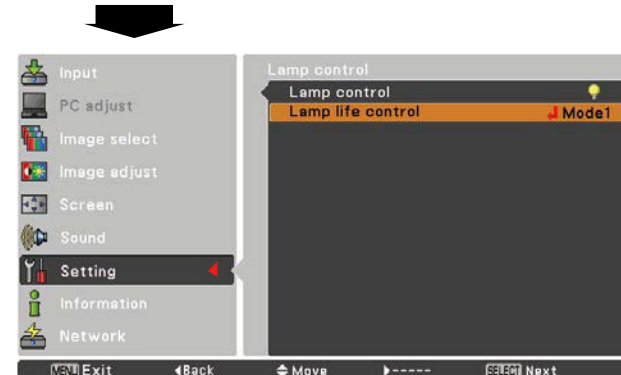 Input
PC adjust
Image select
Image adjust
Screen
Sound
Setting
Information
Network
Lamp control
Lamp control
Lamp life control Mode1
MENU Exit Back Move ----- SELECT Next